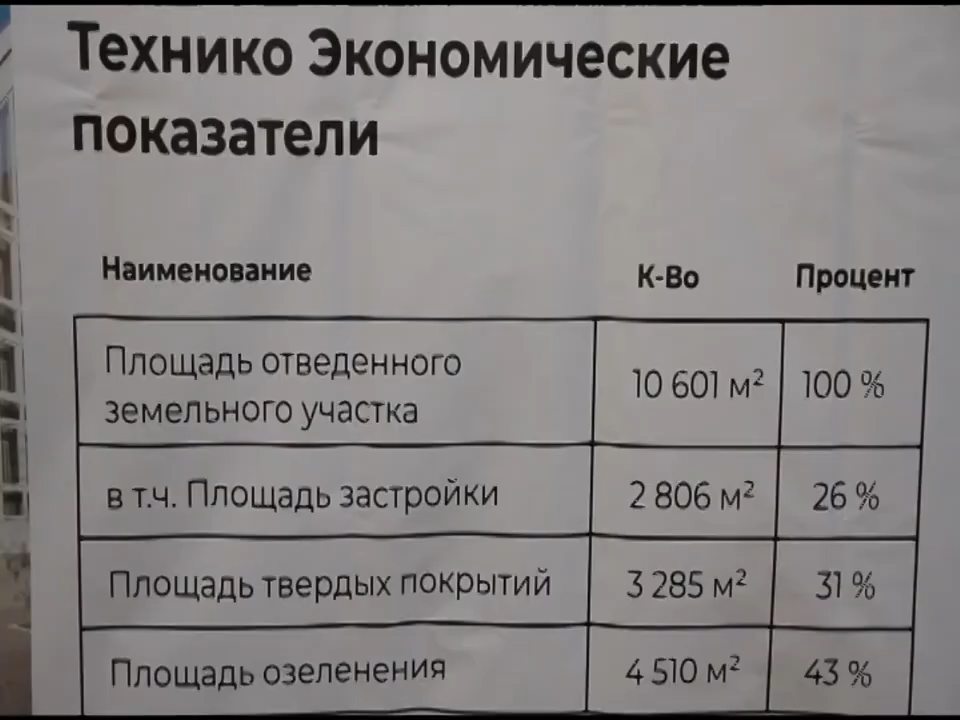 Технико Экономические
показатели
Наименование К-Во Процент
Площадь отведенного
земельного участка 10 601 м² 100 %
в т.ч. Площадь застройки 2 806 м² 26 %
Площадь твердых покрытий 3 285 м² 31 %
Площадь озеленения 4 510 м² 43 %